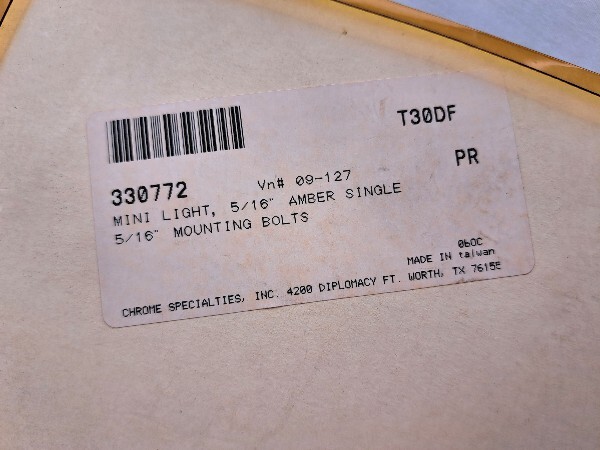 T30DF
PR
330772 Vn# 09-127
MINI LIGHT, 5/16" AMBER SINGLE
5/16" MOUNTING BOLTS
0b0C
MADE IN taiwan
CHROME SPECIALTIES, INC. 4200 DIPLOMACY FT. WORTH, TX 76155